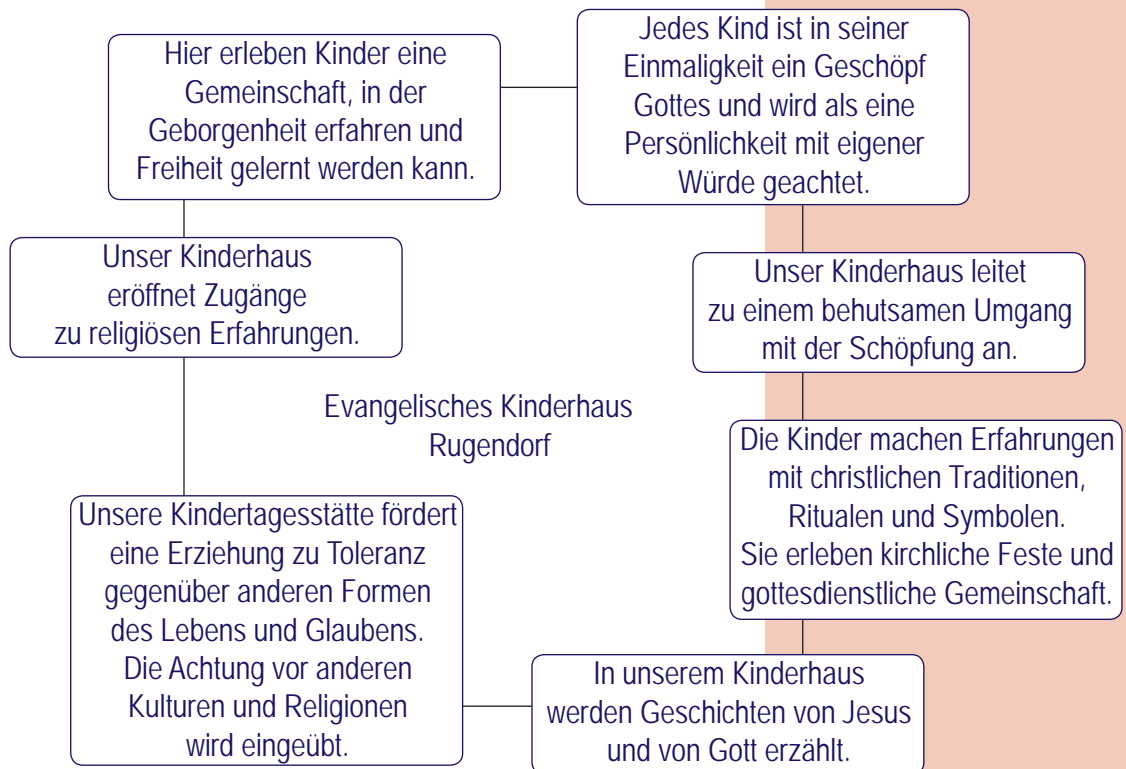 Hier erleben Kinder eine
Gemeinschaft, in der
Geborgenheit erfahren und
Freiheit gelernt werden kann.
Jedes Kind ist in seiner
Einmaligkeit ein Geschöpf
Gottes und wird als eine
Persönlichkeit mit eigener
Würde geachtet.
Unser Kinderhaus
eröffnet Zugänge
zu religiösen Erfahrungen.
Unser Kinderhaus leitet
zu einem behutsamen Umgang
mit der Schöpfung an.
Evangelisches Kinderhaus
Rugendorf
Die Kinder machen Erfahrungen
mit christlichen Traditionen,
Ritualen und Symbolen.
Sie erleben kirchliche Feste und
gottesdienstliche Gemeinschaft.
Unsere Kindertagesstätte fördert
eine Erziehung zu Toleranz
gegenüber anderen Formen
des Lebens und Glaubens.
Die Achtung vor anderen
Kulturen und Religionen
wird eingeübt.
In unserem Kinderhaus
werden Geschichten von Jesus
und von Gott erzählt.